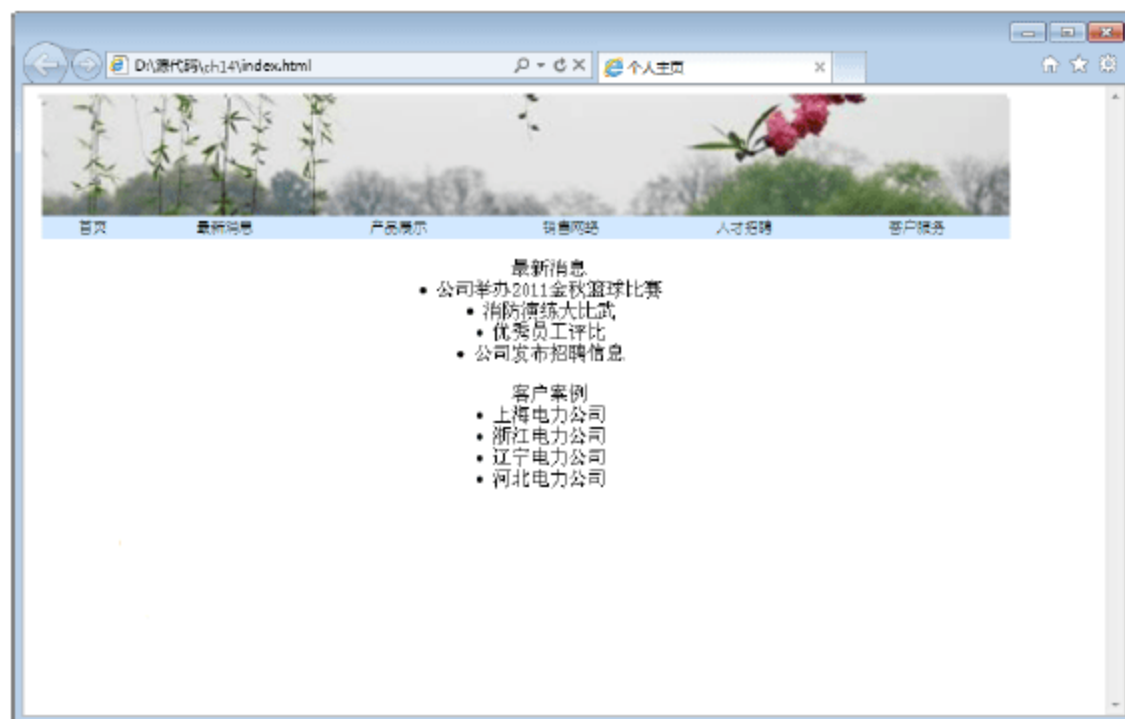 D:\源代码\ch14\index.html
个人主页
首页 最新消息 产品展示 销售网络 人才招聘 客户服务
最新消息
• 公司举办2011金秋篮球比赛
• 消防演练大比武
• 优秀员工评比
• 公司发布招聘信息
客户案例
• 上海电力公司
• 浙江电力公司
• 辽宁电力公司
• 河北电力公司